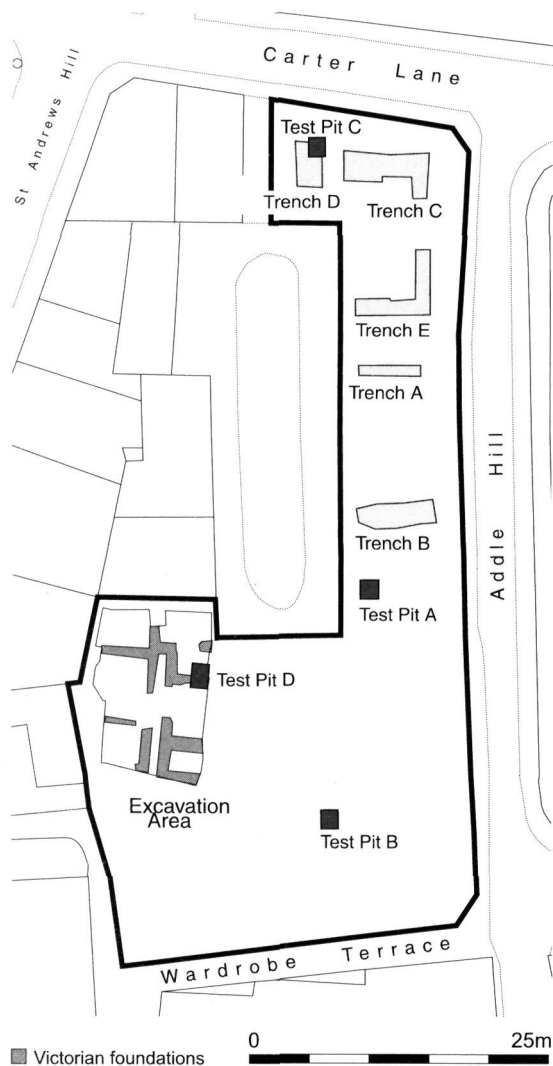 Carter Lane
St Andrews Hill
Test Pit C
Trench D
Trench C
Trench E
Trench A
Addle Hill
Trench B
Test Pit A
Test Pit D
Excavation
Area
Test Pit B
Wardrobe Terrace
Victorian foundations
0 25m